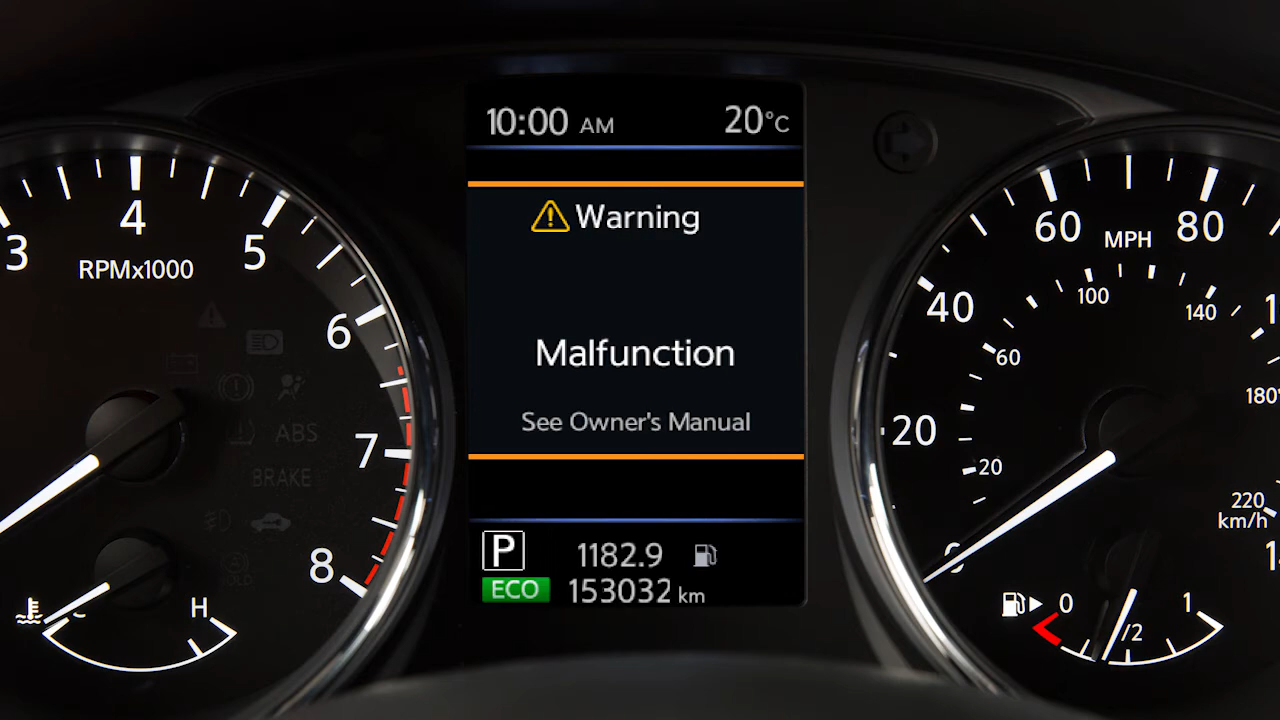 10:00 AM 20°C
Warning
Malfunction
See Owner's Manual
P 1182.9
ECO 153032 km
3 4 5 6 7 8
RPMx1000
ABS
BRAKE
H
20 40 60 80
MPH
20 60 100 140 180 220
km/h
0 1/2 1